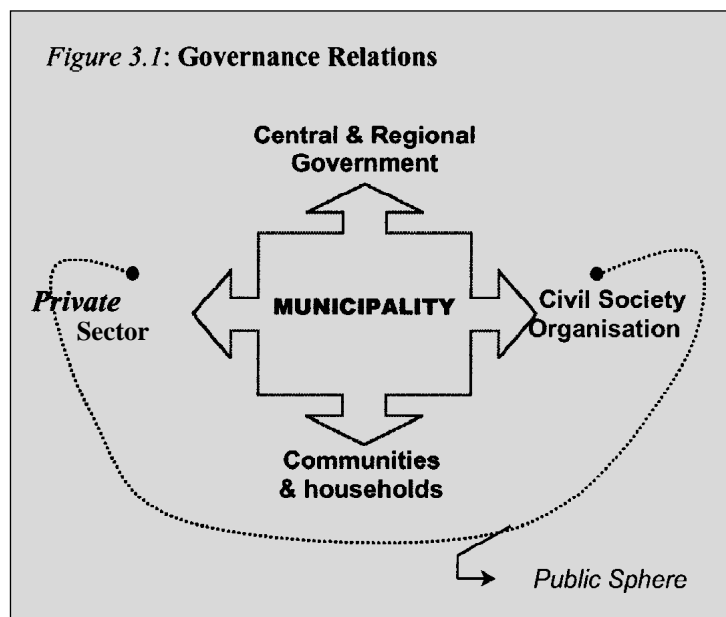 Figure 3.1: Governance Relations
Central & Regional
Government
Private
Sector
MUNICIPALITY
Civil Society
Organisation
Communities
& households
Public Sphere